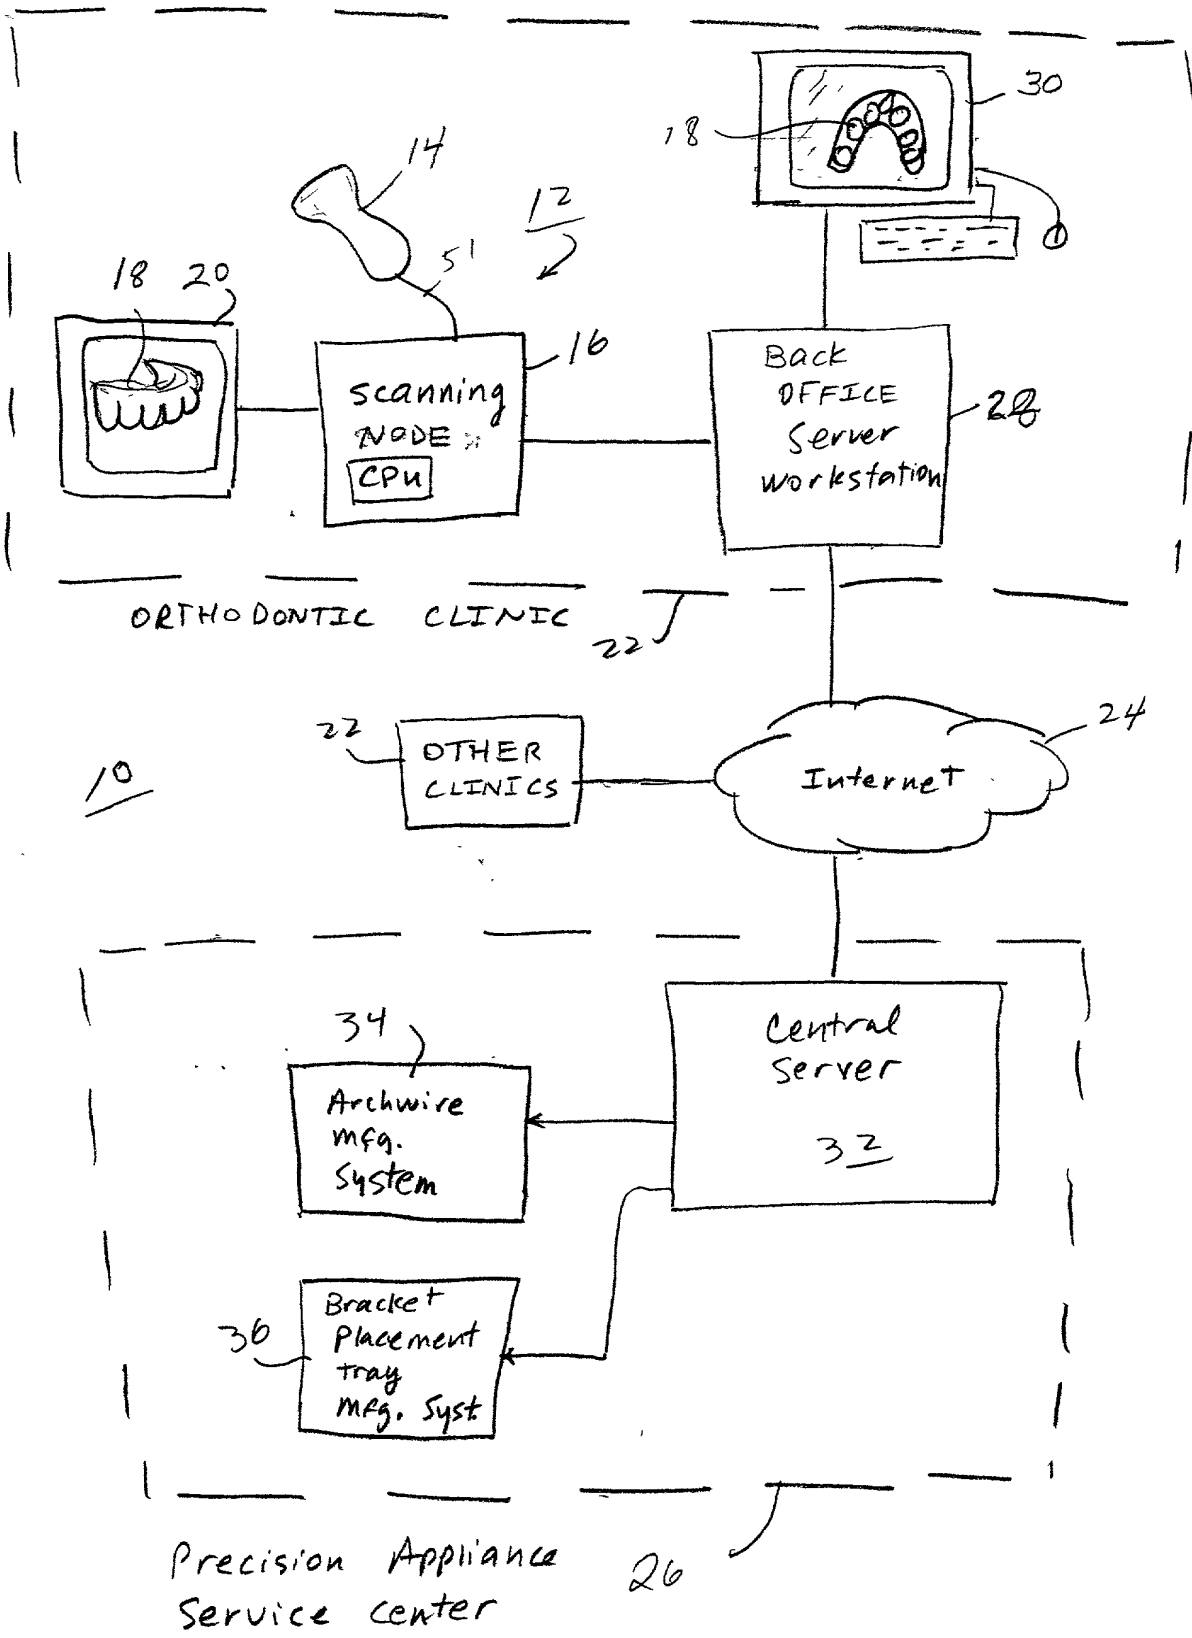 30
18
14
12
51
18
20
16
Scanning
NODE
CPU
Back
OFFICE
Server
Workstation
28
ORTHODONTIC CLINIC
22
22
OTHER
CLINICS
24
Internet
10
34
Archwire
mfg.
System
Central
Server
32
36
Bracket
Placement
tray
mfg. Syst.
Precision Appliance
Service center
26